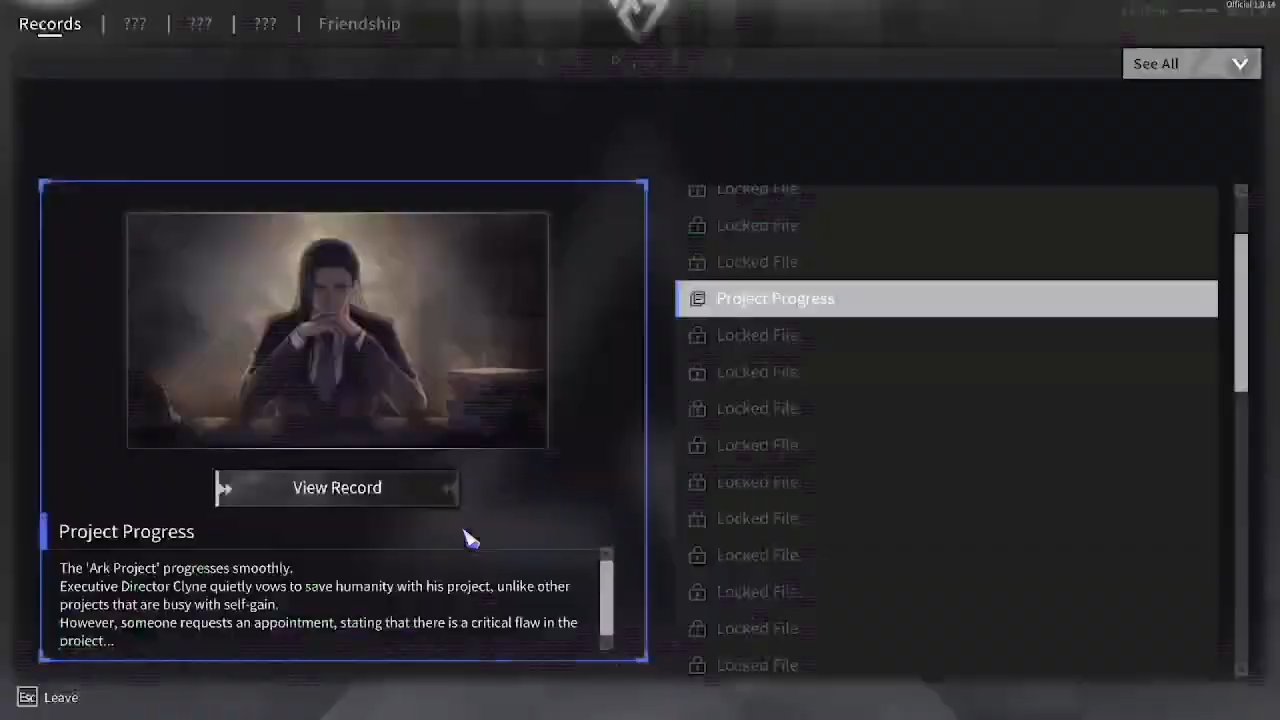 Official 1.0.14
Records
???
???
???
Friendship
See All
Locked File
Locked File
Locked File
Project Progress
Locked File
Locked File
Locked File
Locked File
Locked File
Locked File
Locked File
Locked File
Locked File
Locked File
View Record
Project Progress
The 'Ark Project' progresses smoothly.
Executive Director Clyne quietly vows to save humanity with his project, unlike other
projects that are busy with self-gain.
However, someone requests an appointment, stating that there is a critical flaw in the
project...
Esc Leave